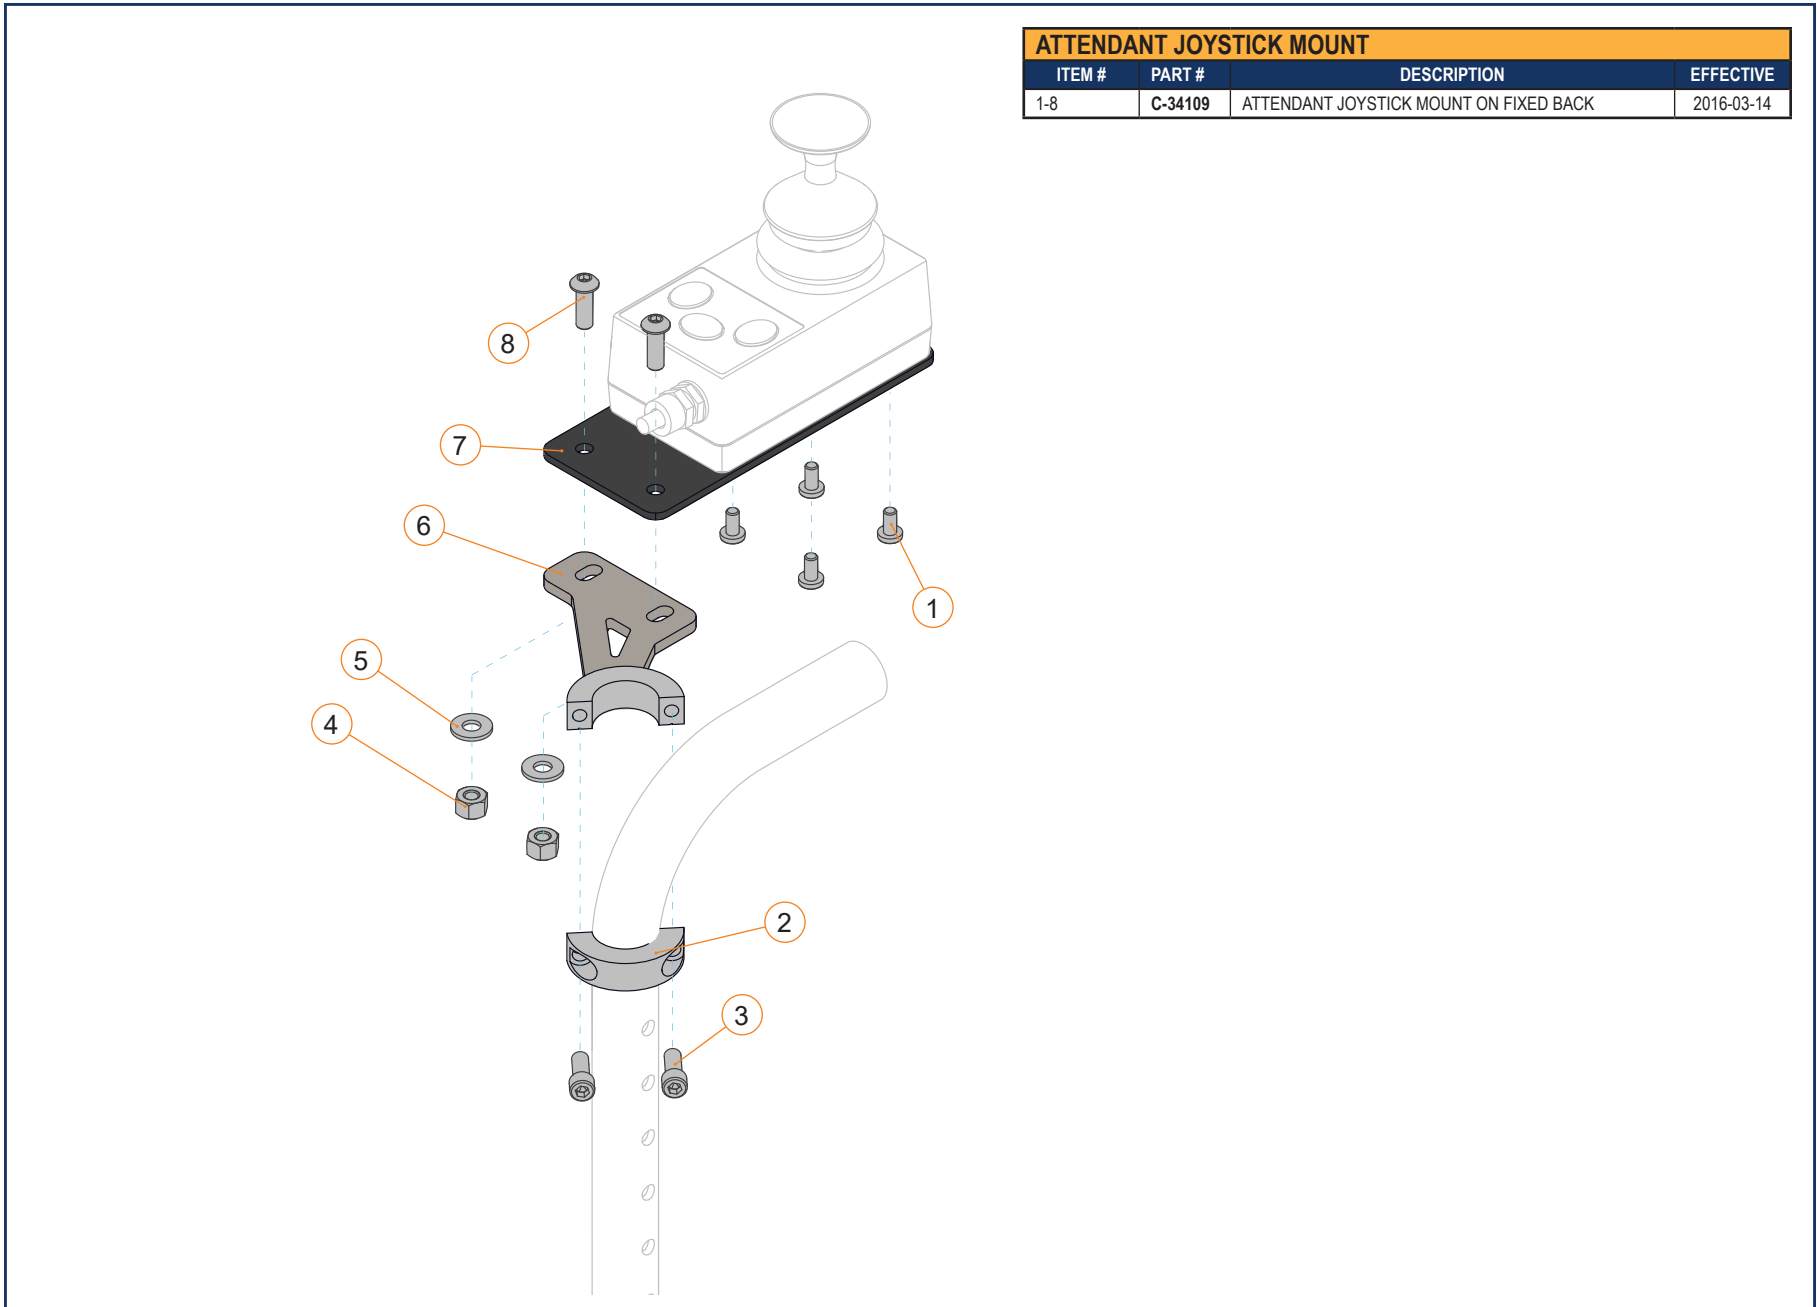 ATTENDANT JOYSTICK MOUNT
ITEM # PART # DESCRIPTION EFFECTIVE
1-8 C-34109 ATTENDANT JOYSTICK MOUNT ON FIXED BACK 2016-03-14
8
7
6
1
5
4
2
3